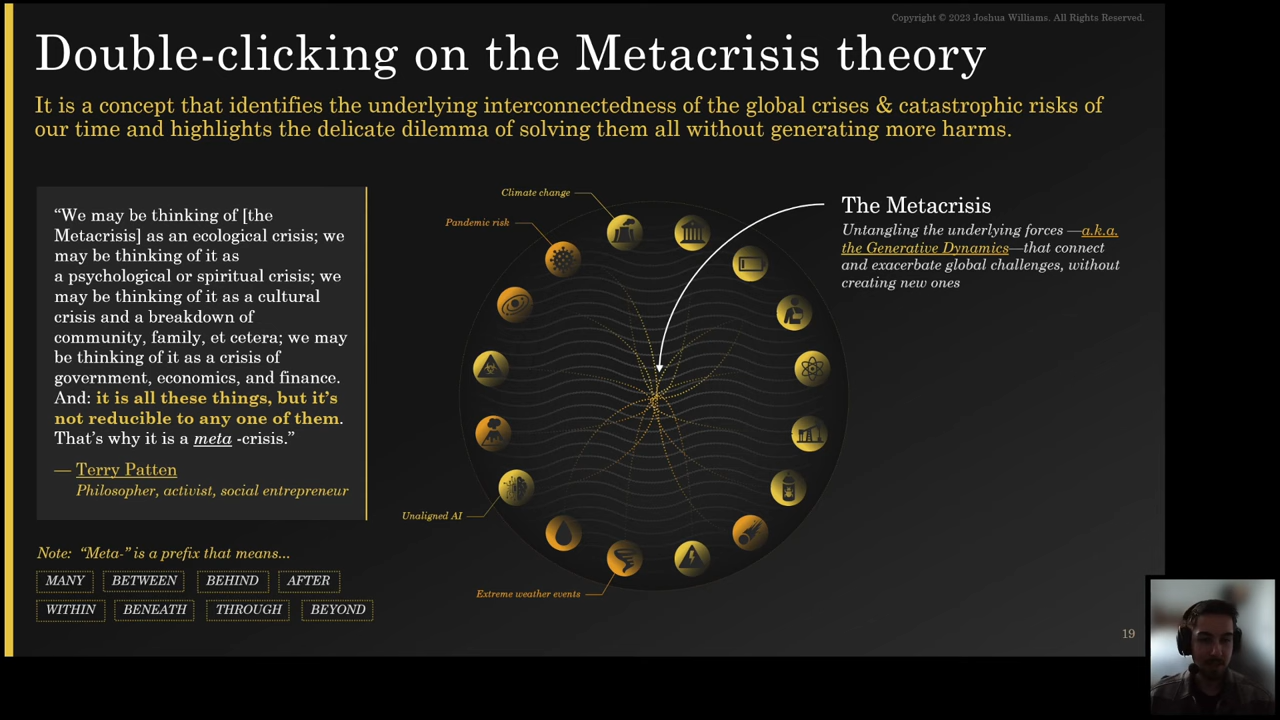 Copyright © 2023 Joshua Williams. All Rights Reserved.
Double-clicking on the Metacrisis theory
It is a concept that identifies the underlying interconnectedness of the global crises & catastrophic risks of
our time and highlights the delicate dilemma of solving them all without generating more harms.
“We may be thinking of [the
Metacrisis] as an ecological crisis; we
may be thinking of it as
a psychological or spiritual crisis; we
may be thinking of it as a cultural
crisis and a breakdown of
community, family, et cetera; we may
be thinking of it as a crisis of
government, economics, and finance.
And: it is all these things, but it’s
not reducible to any one of them.
That’s why it is a meta -crisis.”
— Terry Patten
Philosopher, activist, social entrepreneur
Note: “Meta-” is a prefix that means...
MANY BETWEEN BEHIND AFTER
WITHIN BENEATH THROUGH BEYOND
Climate change
Pandemic risk
Unaligned AI
Extreme weather events
The Metacrisis
Untangling the underlying forces —a.k.a.
the Generative Dynamics—that connect
and exacerbate global challenges, without
creating new ones
19